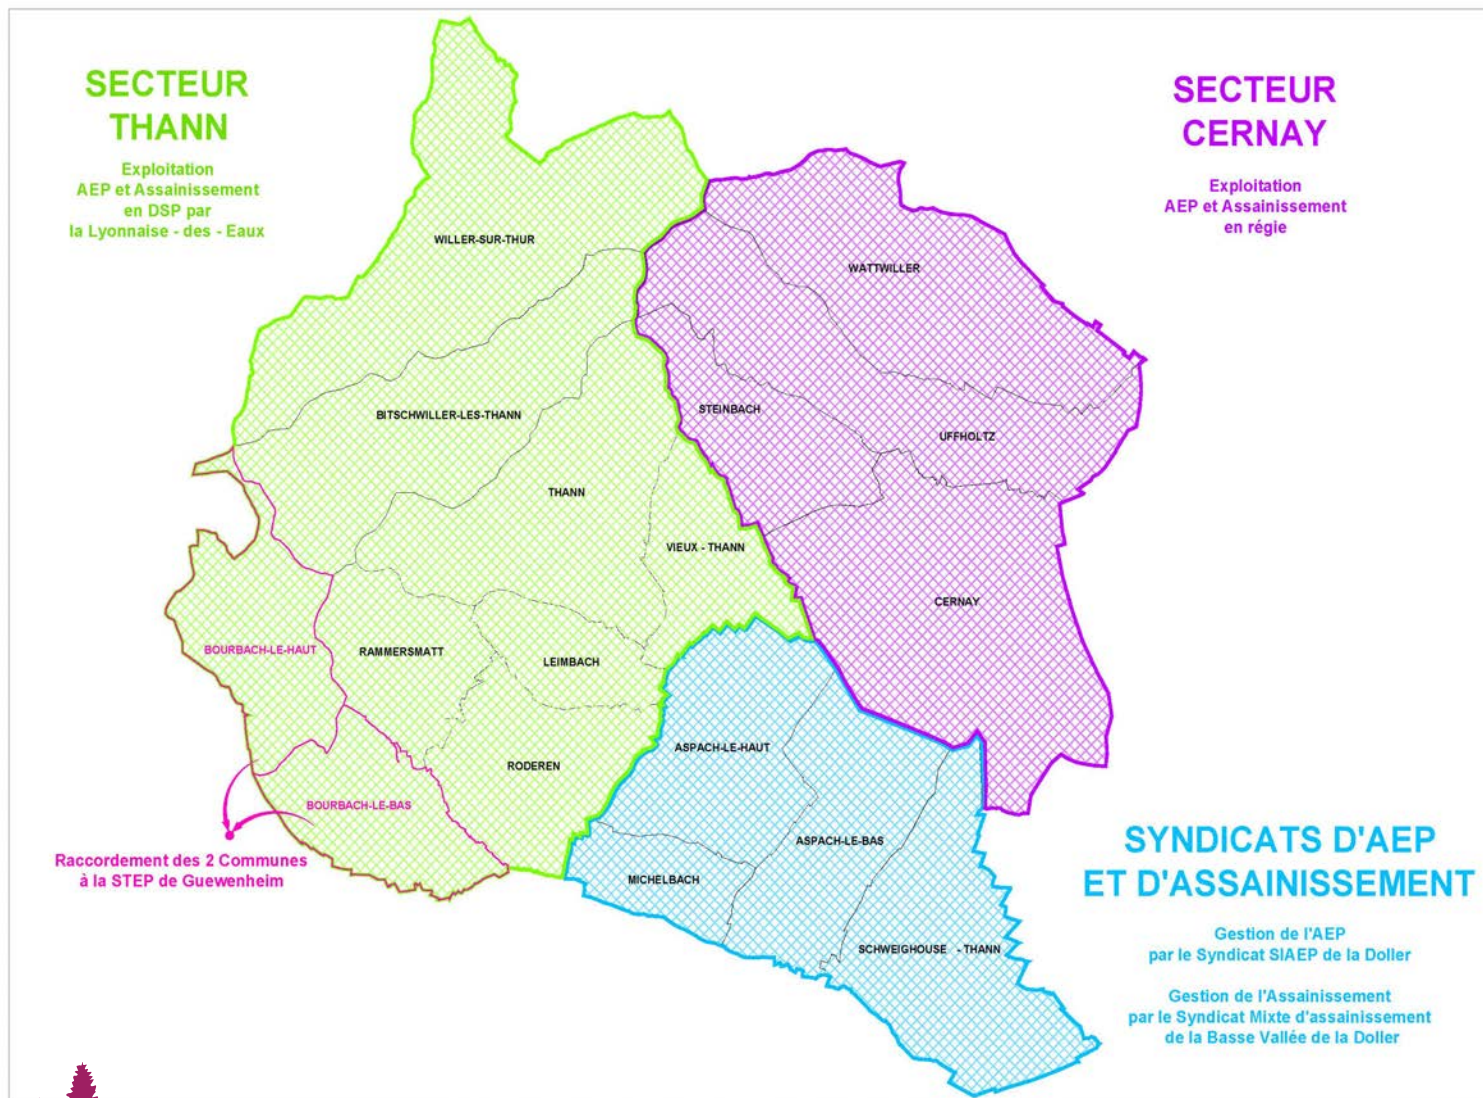 SECTEUR
THANN
Exploitation
AEP et Assainissement
en DSP par
la Lyonnaise - des - Eaux
SECTEUR
CERNAY
Exploitation
AEP et Assainissement
en régie
WILLER-SUR-THUR
WATTWILLER
BITSCHWILLER-LES-THANN
STEINBACH
UFFHOLTZ
THANN
VIEUX - THANN
CERNAY
BOURBACH-LE-HAUT
RAMMERSMATT
LEIMBACH
ASPACH-LE-HAUT
RODEREN
BOURBACH-LE-BAS
ASPACH-LE-BAS
MICHELBACH
SCHWEIGHOUSE - THANN
Raccordement des 2 Communes
à la STEP de Guewenheim
SYNDICATS D'AEP
ET D'ASSAINISSEMENT
Gestion de l'AEP
par le Syndicat SIAEP de la Doller
Gestion de l'Assainissement
par le Syndicat Mixte d'assainissement
de la Basse Vallée de la Doller